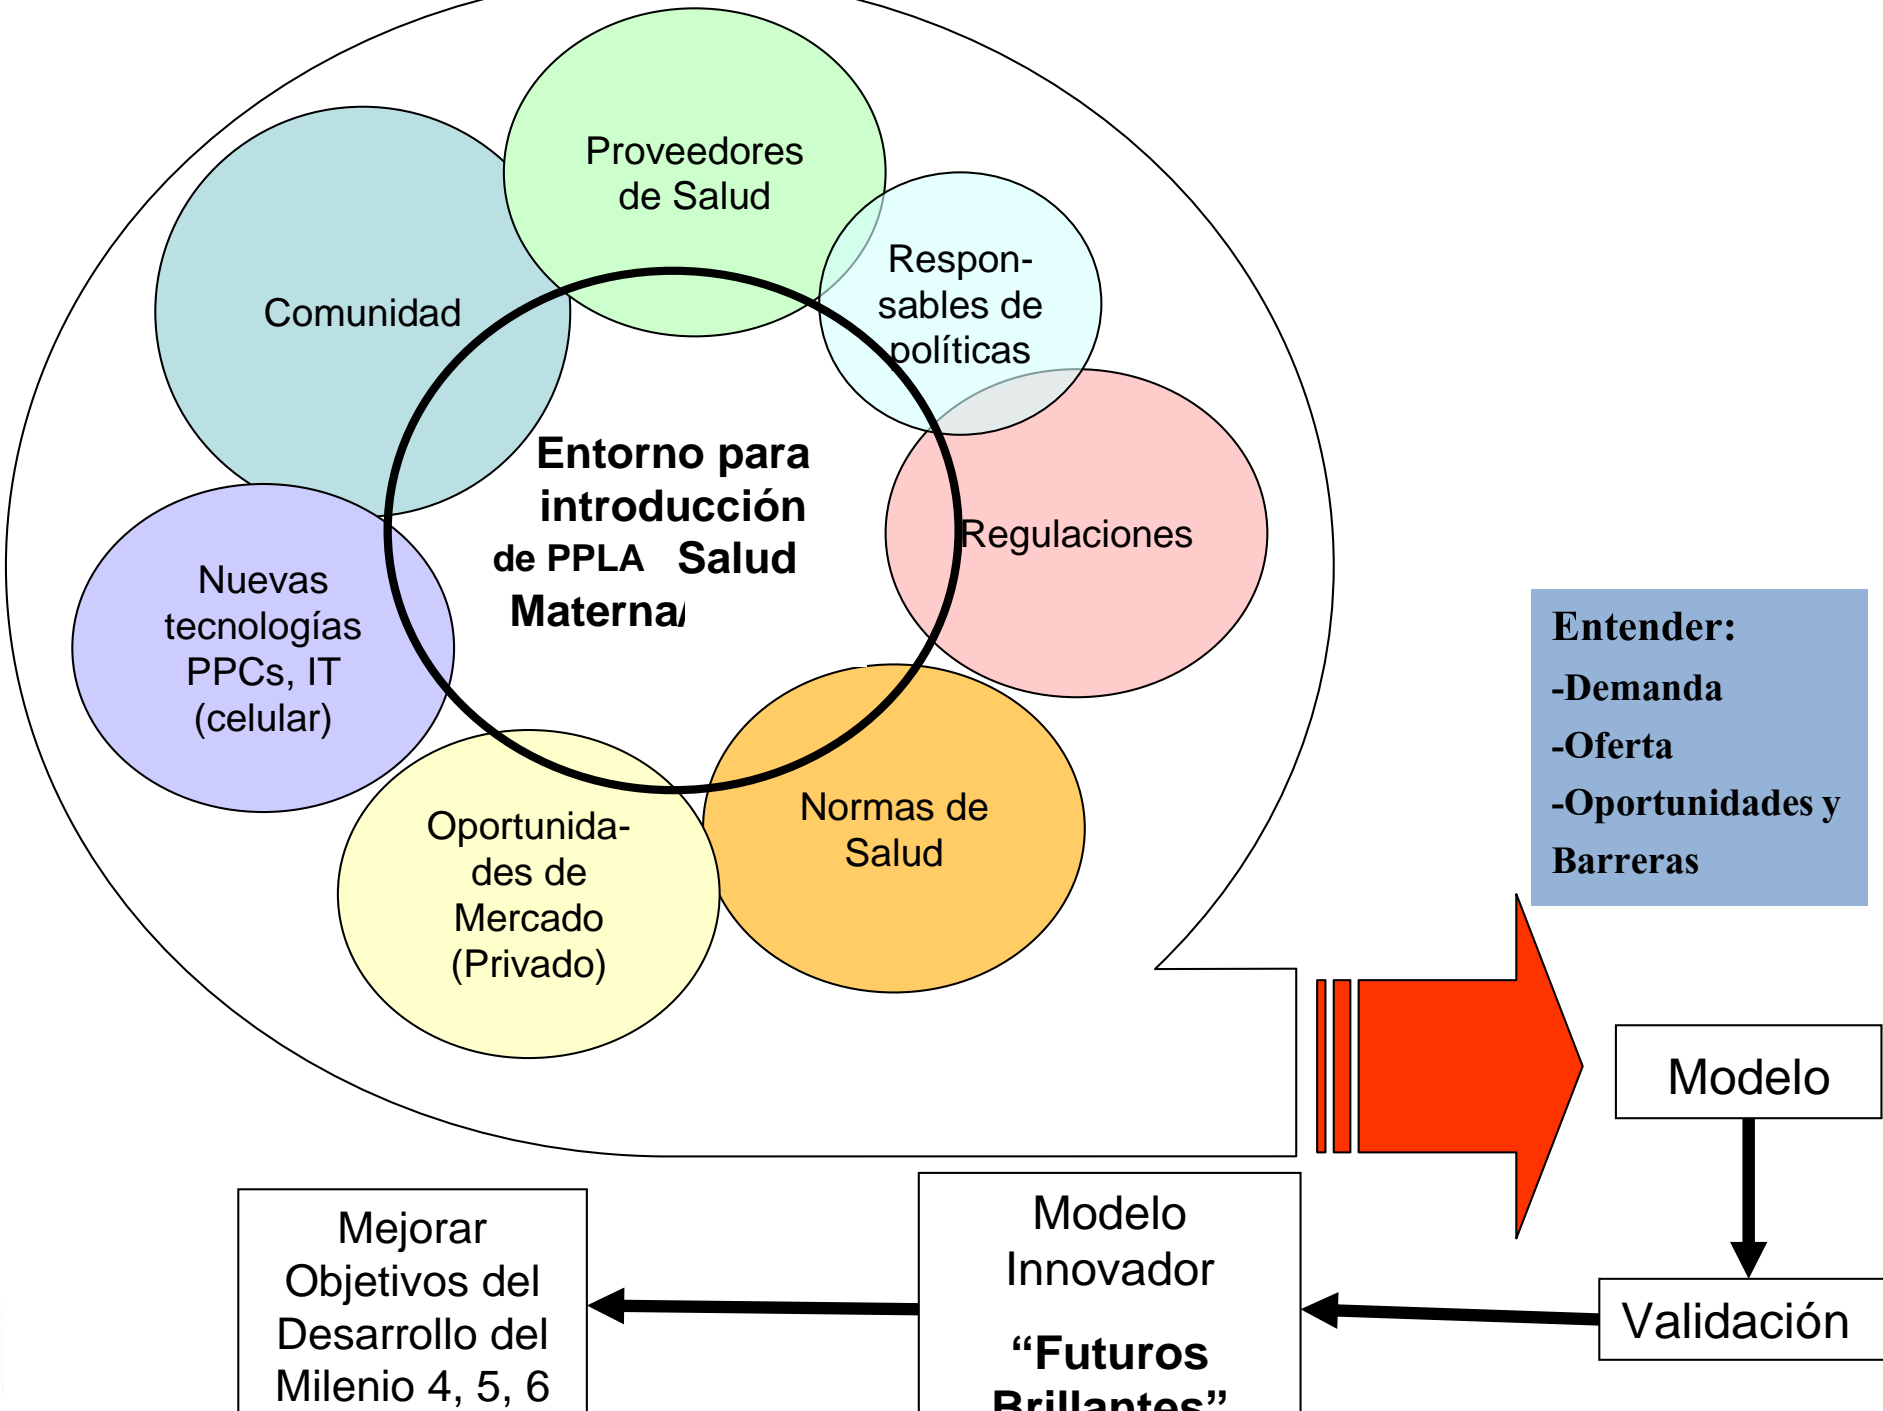 Proveedores
de Salud
Respon-
sables de
políticas
Comunidad
Entorno para
introducción
de PPLA Salud
Materna/
Regulaciones
Nuevas
tecnologías
PPCs, IT
(celular)
Oportunida-
des de
Mercado
(Privado)
Normas de
Salud
Entender:
-Demanda
-Oferta
-Oportunidades y
Barreras
Modelo
Validación
Modelo
Innovador
“Futuros
Brillantes”
Mejorar
Objetivos del
Desarrollo del
Milenio 4, 5, 6